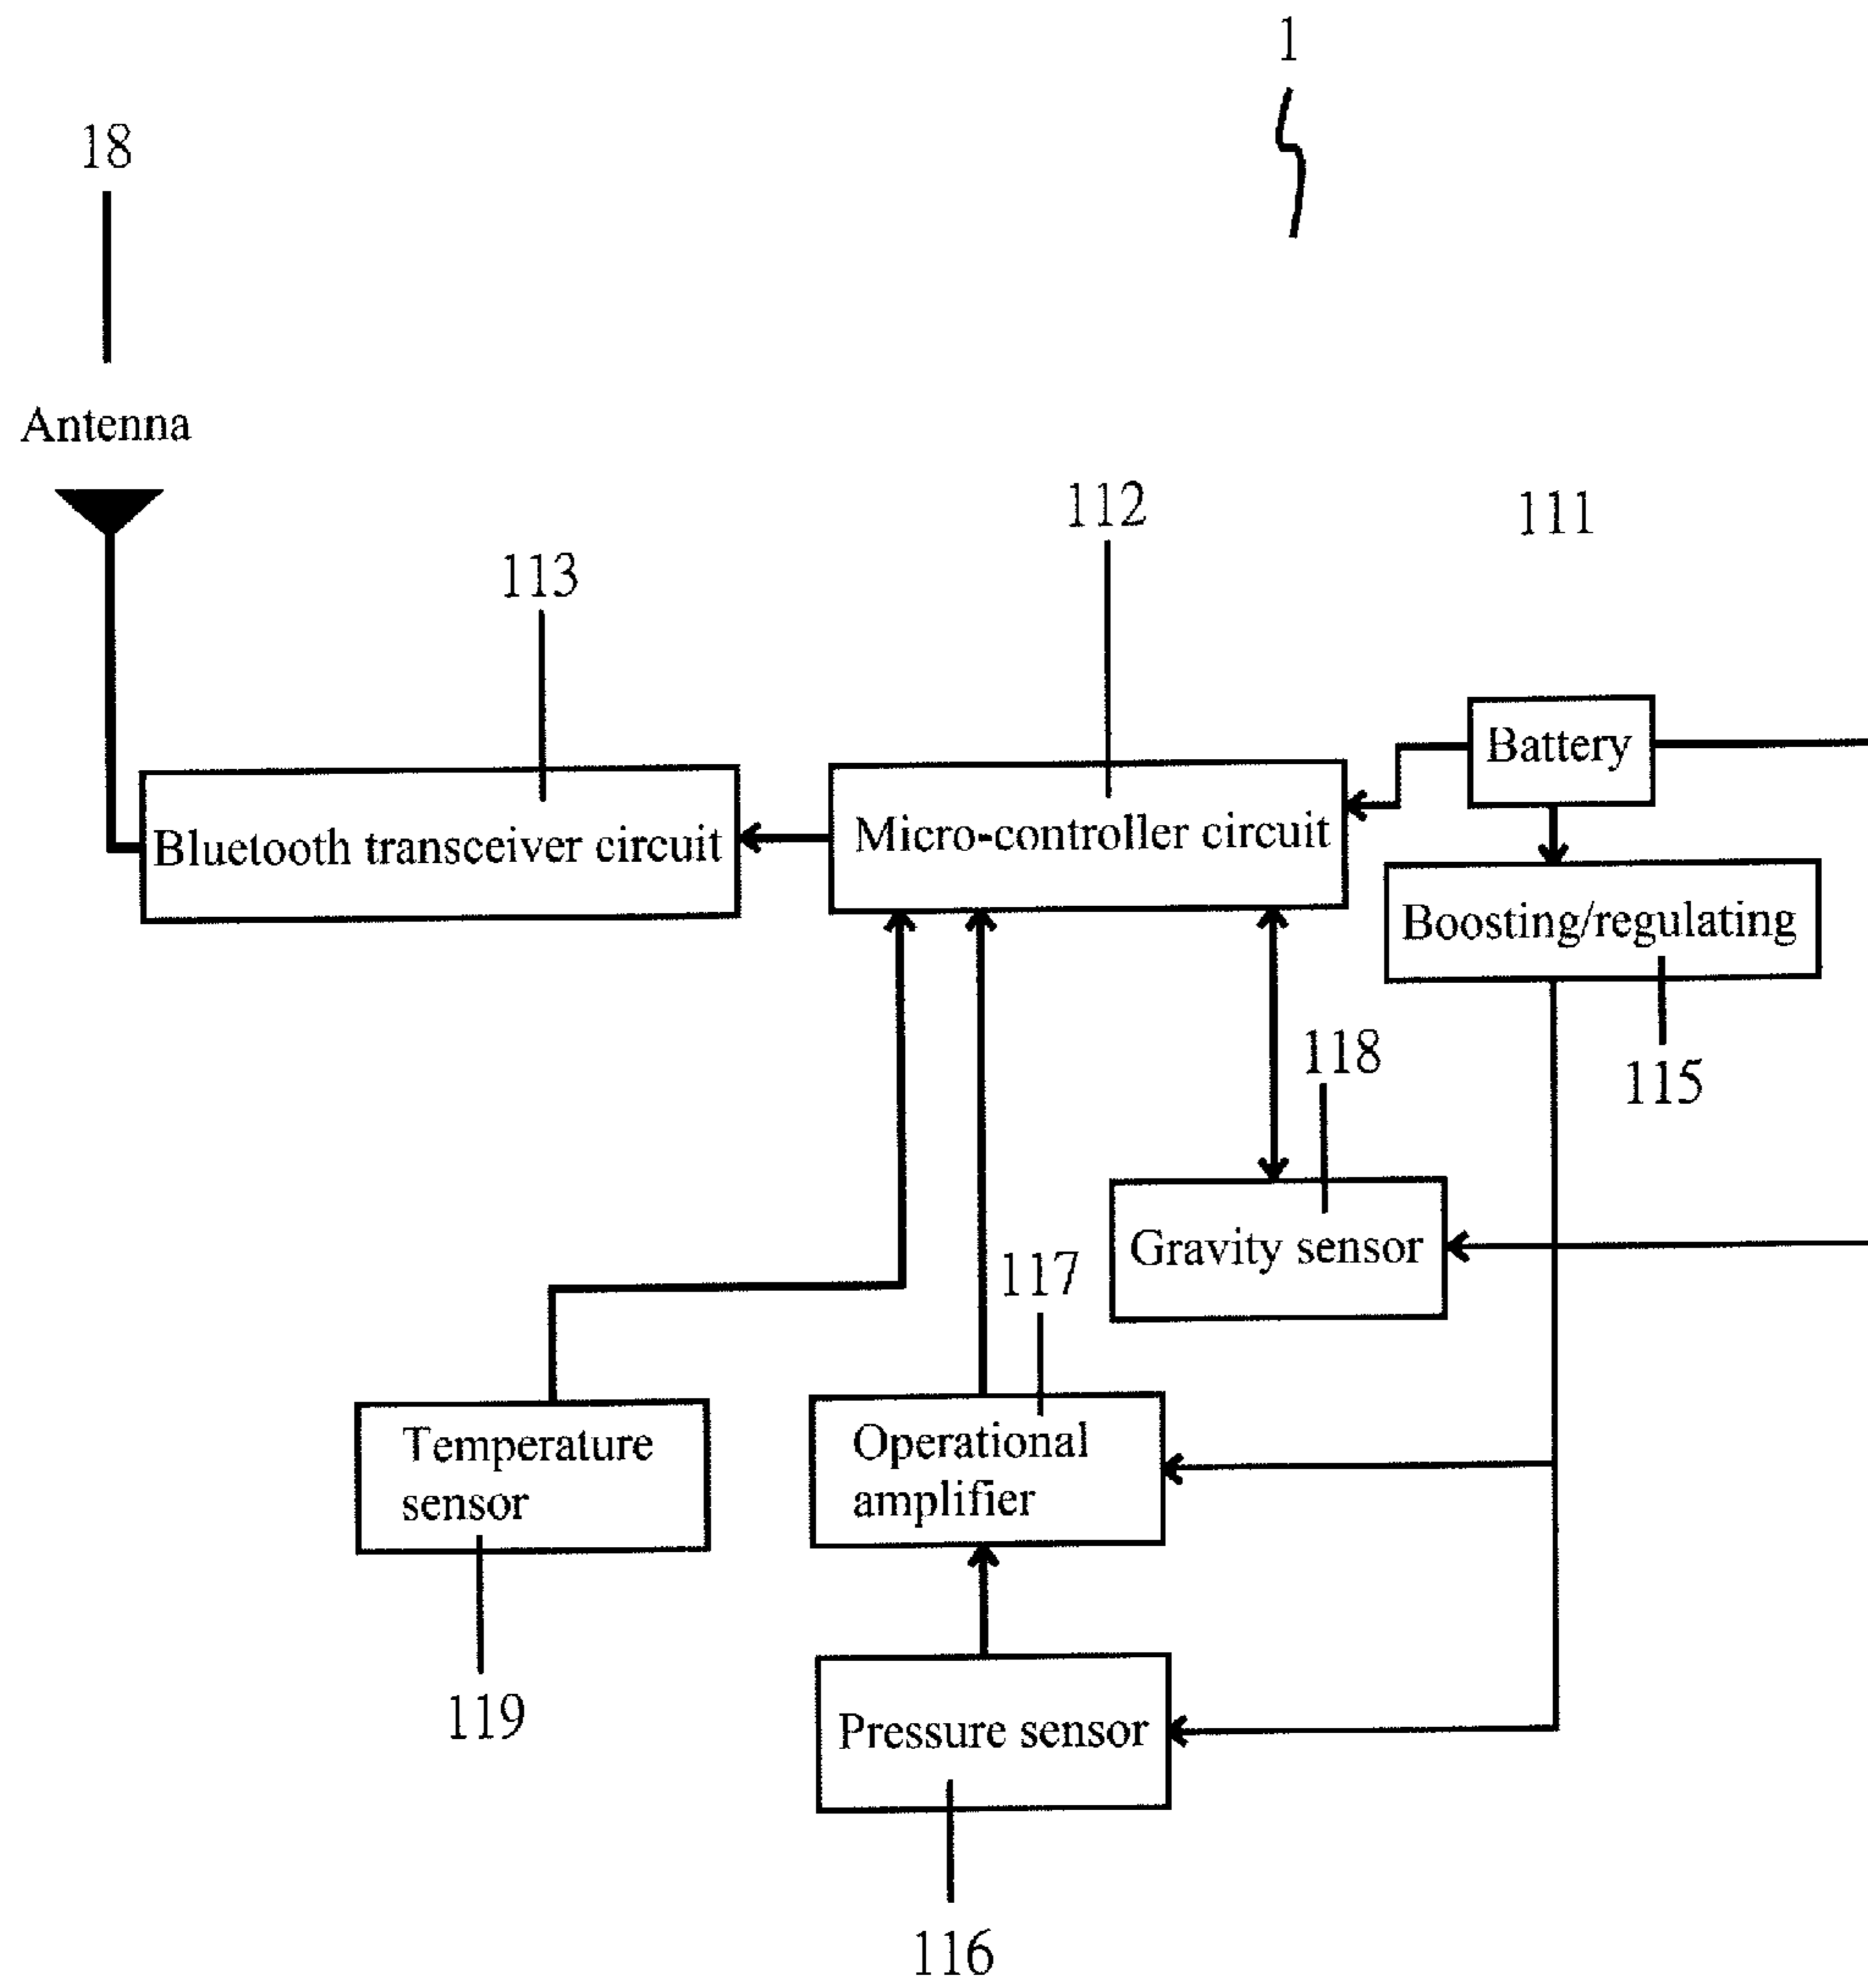 1
18
Antenna
112
111
113
Battery
Bluetooth transceiver circuit
Micro-controller circuit
Boosting/regulating
118
115
Gravity sensor
117
Temperature
sensor
Operational
amplifier
119
Pressure sensor
116